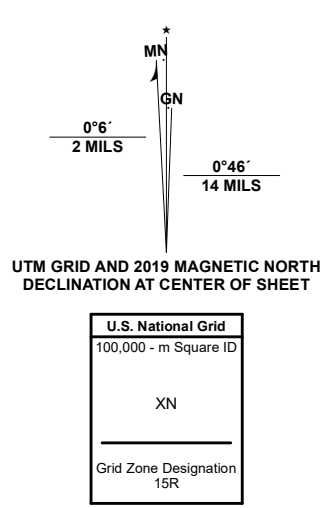 ★
MN
GN
0°6´
2 MILS
0°46´
14 MILS
UTM GRID AND 2019 MAGNETIC NORTH
DECLINATION AT CENTER OF SHEET
U.S. National Grid
100,000 - m Square ID
XN
Grid Zone Designation
15R